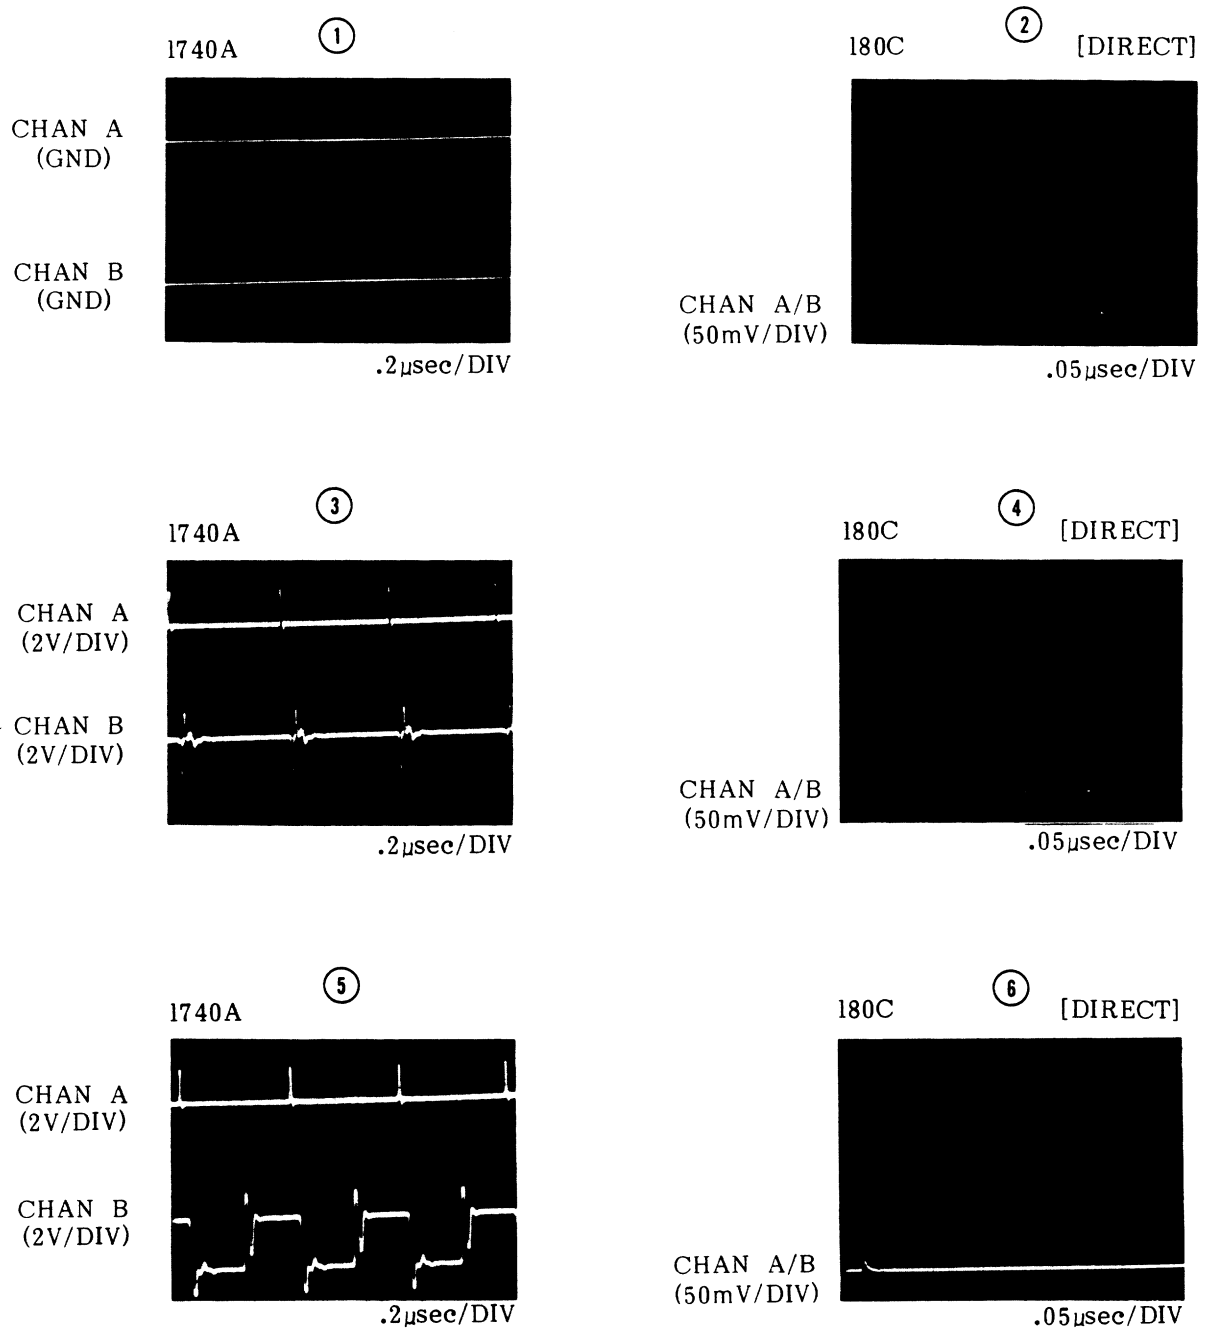 1
1740A
CHAN A
(GND)
CHAN B
(GND)
.2µsec/DIV
2
180C [DIRECT]
CHAN A/B
(50mV/DIV)
.05µsec/DIV
3
1740A
CHAN A
(2V/DIV)
CHAN B
(2V/DIV)
.2µsec/DIV
4
180C [DIRECT]
CHAN A/B
(50mV/DIV)
.05µsec/DIV
5
1740A
CHAN A
(2V/DIV)
CHAN B
(2V/DIV)
.2µsec/DIV
6
180C [DIRECT]
CHAN A/B
(50mV/DIV)
.05µsec/DIV